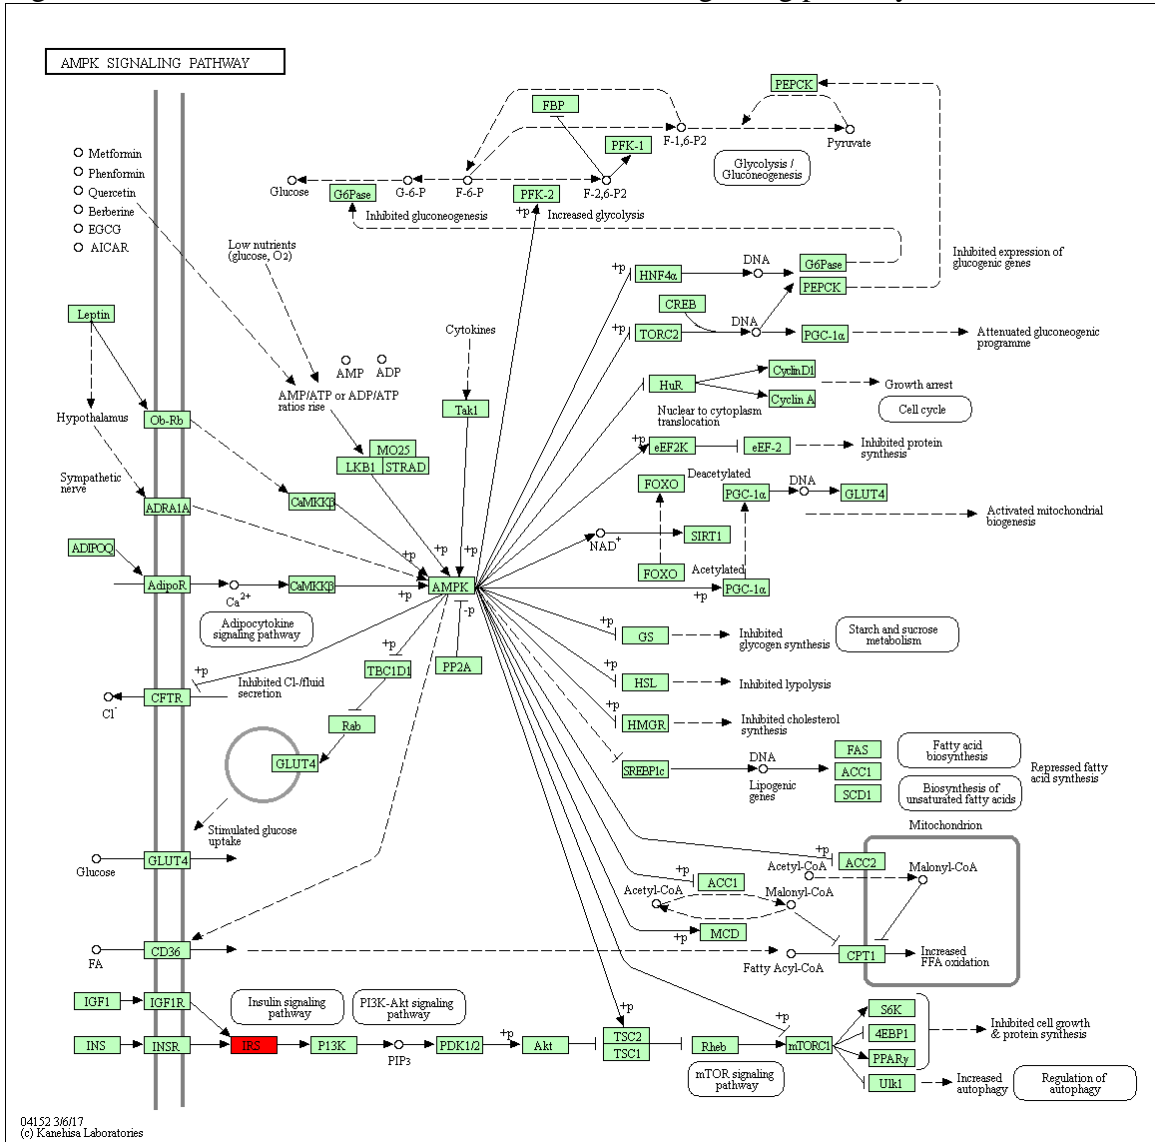 AMPK SIGNALING PATHWAY
Metformin
Phenformin
Quercetin
Berberine
EGCG
AICAR
Low nutrients
(glucose, O2)
Glucose
G6Pase
G-6-P
F-6-P
PFK-2
+p
F-2,6-P2
FBP
PFK-1
F-1,6-P2
PEPCK
Pyruvate
Glycolysis /
Gluconeogenesis
Inhibited gluconeogenesis
Increased glycolysis
Inhibited expression of
glucogenic genes
+p
HNF4α
DNA
G6Pase
PEPCK
CREB
+p
TORC2
DNA
PGC-1α
Attenuated gluconeogenic
programme
HuR
CyclinD1
Cyclin A
Growth arrest
Cell cycle
Nuclear to cytoplasm
translocation
+p
eEF2K
eEF-2
Inhibited protein
synthesis
Leptin
Hypothalamus
Ob-Rb
Sympathetic
nerve
ADRA1A
ADIPOQ
AdipoR
Ca2+
CaMKKβ
CaMKKβ
Adipocytokine
signaling pathway
AMP
ADP
AMP/ATP or ADP/ATP
ratios rise
MO25
LKB1
STRAD
Cytokines
Tak1
+p
+p
+p
+p
AMPK
-p
PP2A
Deacetylated
FOXO
PGC-1α
DNA
GLUT4
Activated mitochondrial
biogenesis
NAD+
SIRT1
FOXO
Acetylated
+p
PGC-1α
+p
GS
Inhibited
glycogen synthesis
Starch and sucrose
metabolism
+p
HSL
Inhibited lypolysis
+p
HMGR
Inhibited cholesterol
synthesis
SREBP1c
DNA
Lipogenic
genes
FAS
ACC1
SCD1
Fatty acid
biosynthesis
Biosynthesis of
unsaturated fatty acids
Repressed fatty
acid synthesis
+p
TBC1D1
Rab
GLUT4
+p
CFTR
Cl-
Inhibited Cl-/fluid
secretion
Stimulated glucose
uptake
Glucose
GLUT4
FA
CD36
Mitochondrion
+p
ACC2
Acetyl-CoA
Malonyl-CoA
+p
ACC1
Acetyl-CoA
Malonyl-CoA
+p
MCD
Fatty Acyl-CoA
CPT1
Increased
FFA oxidation
IGF1
IGF1R
Insulin signaling
pathway
PI3K-Akt signaling
pathway
INS
INSR
IRS
P13K
PIP3
PDK1/2
+p
Akt
+p
TSC2
TSC1
Rheb
+p
mTORC1
mTOR signaling
pathway
S6K
4EBP1
PPARγ
Ulk1
Inhibited cell growth
& protein synthesis
Increased
autophagy
Regulation of
autophagy
04152 3/6/17
(c) Kanehisa Laboratories